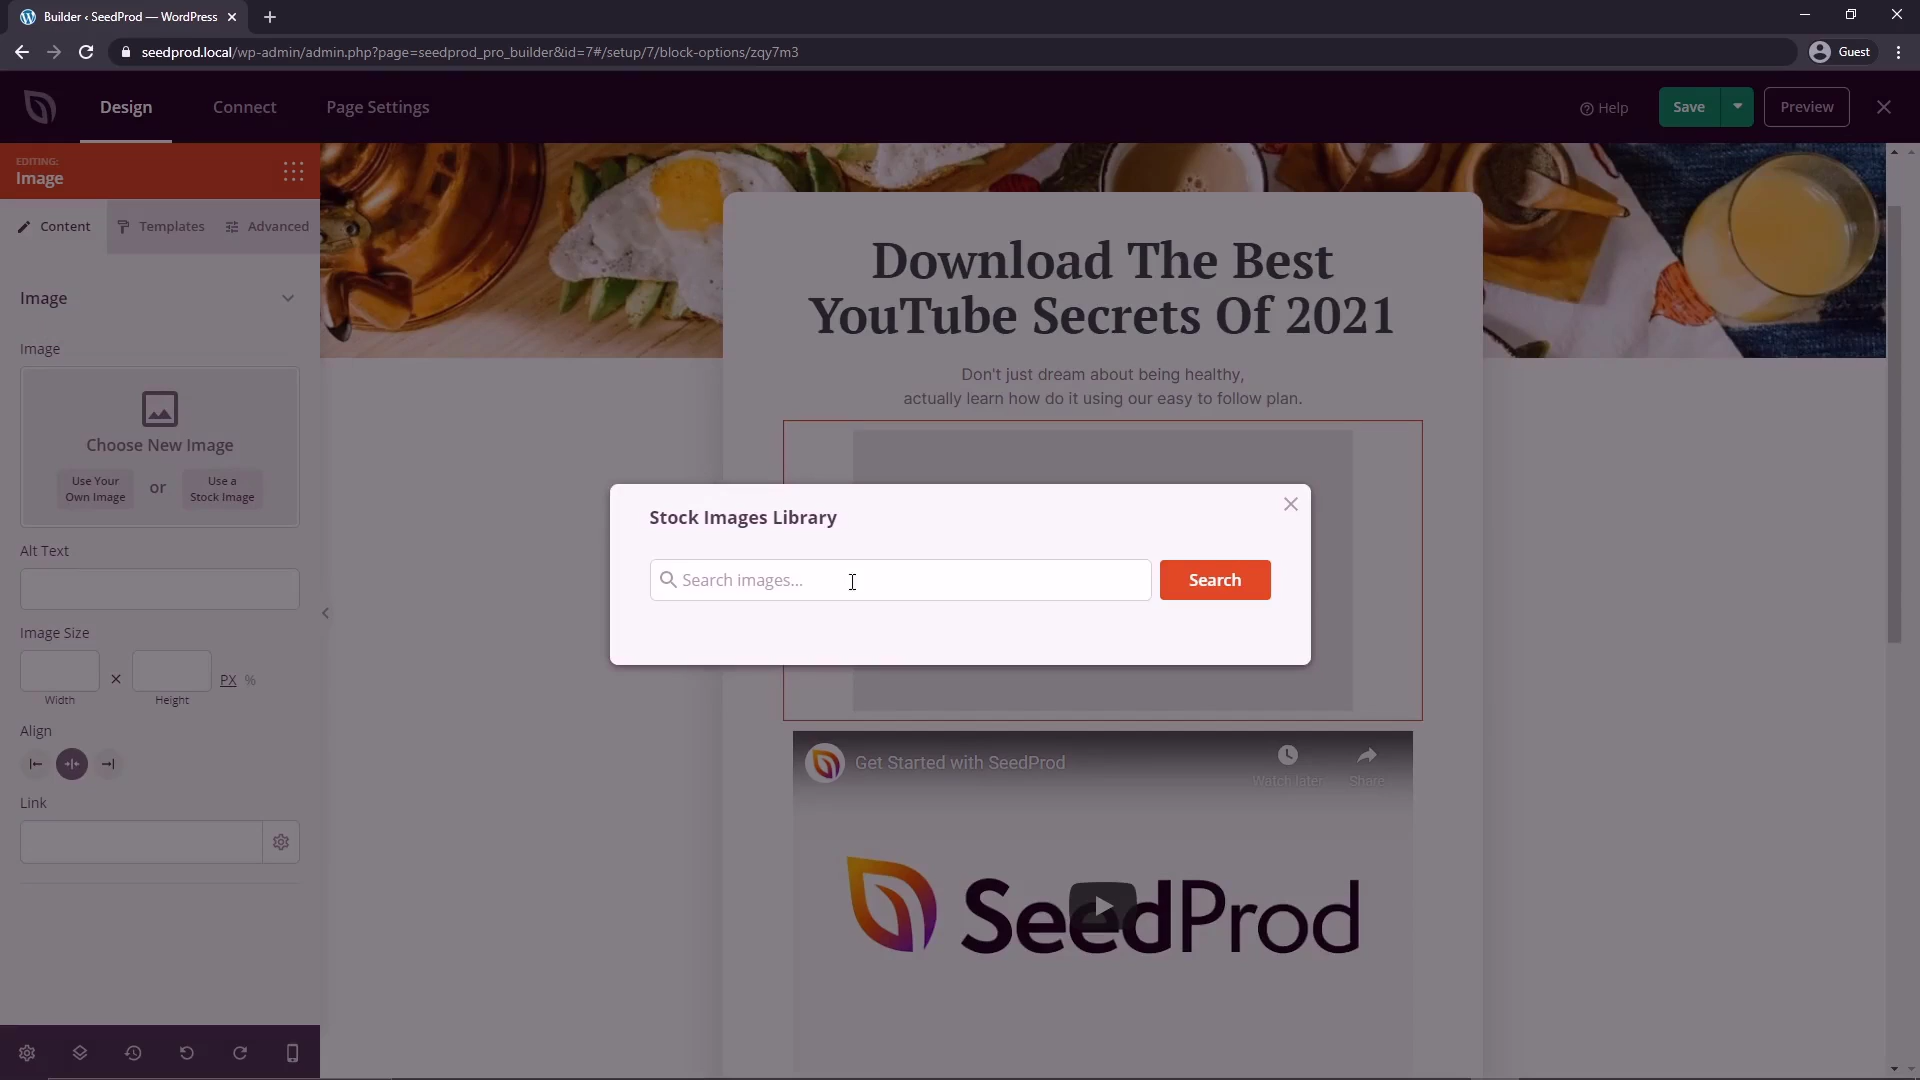 Builder ‹ SeedProd — WordPress
seedprod.local/wp-admin/admin.php?page=seedprod_pro_builder&id=7#/setup/7/block-options/zqy7m3
Guest
Design
Connect
Page Settings
Help
Save
Preview
EDITING:
Image
Content
Templates
Advanced
Image
Image
Choose New Image
Use Your
Own Image
or
Use a
Stock Image
Alt Text
Image Size
PX %
Width
Height
Align
Link
Download The Best
YouTube Secrets Of 2021
Don't just dream about being healthy,
actually learn how do it using our easy to follow plan.
Stock Images Library
Search images...
Search
Get Started with SeedProd
Watch later
Share
SeedProd